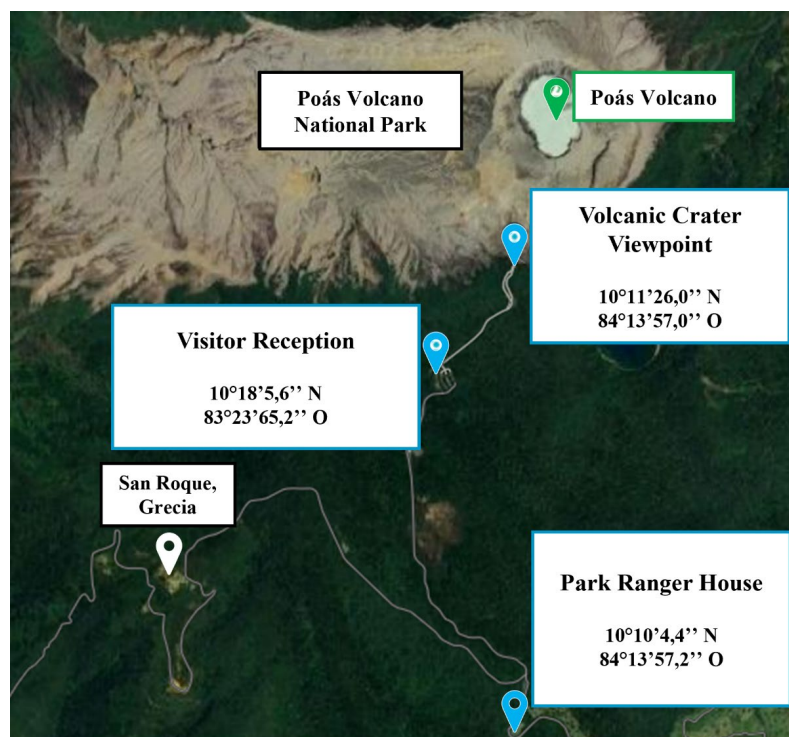 Poás Volcano
National Park
Poás Volcano
Volcanic Crater
Viewpoint
10°11’26,0’’ N
84°13’57,0’’ O
Visitor Reception
10°18’5,6’’ N
83°23’65,2’’ O
San Roque,
Grecia
Park Ranger House
10°10’4,4’’ N
84°13’57,2’’ O